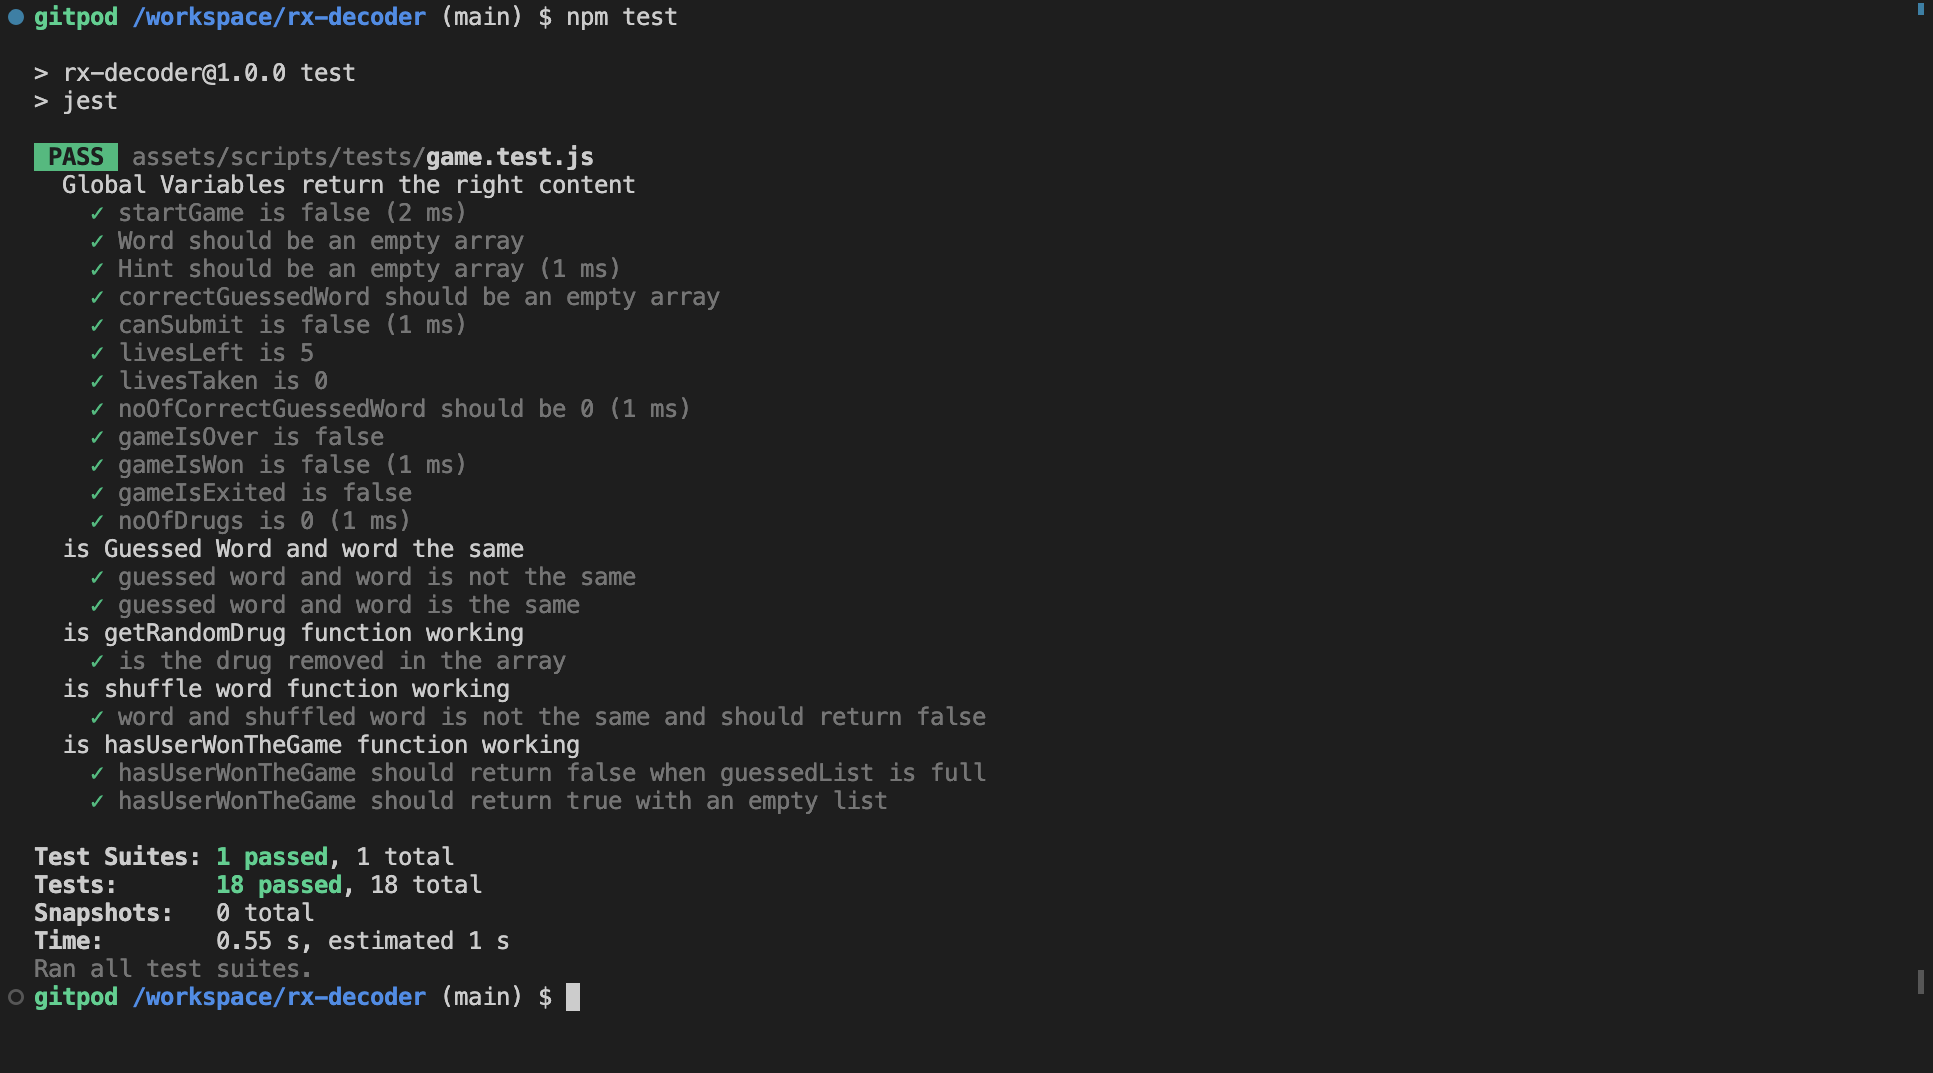 gitpod /workspace/rx-decoder (main) $ npm test
> rx-decoder@1.0.0 test
> jest
PASS assets/scripts/tests/game.test.js
Global Variables return the right content
✓ startGame is false (2 ms)
✓ Word should be an empty array
✓ Hint should be an empty array (1 ms)
✓ correctGuessedWord should be an empty array
✓ canSubmit is false (1 ms)
✓ livesLeft is 5
✓ livesTaken is 0
✓ noOfCorrectGuessedWord should be 0 (1 ms)
✓ gameIsOver is false
✓ gameIsWon is false (1 ms)
✓ gameIsExited is false
✓ noOfDrugs is 0 (1 ms)
is Guessed Word and word the same
✓ guessed word and word is not the same
✓ guessed word and word is the same
is getRandomDrug function working
✓ is the drug removed in the array
is shuffle word function working
✓ word and shuffled word is not the same and should return false
is hasUserWonTheGame function working
✓ hasUserWonTheGame should return false when guessedList is full
✓ hasUserWonTheGame should return true with an empty list
Test Suites: 1 passed, 1 total
Tests: 18 passed, 18 total
Snapshots: 0 total
Time: 0.55 s, estimated 1 s
Ran all test suites.
gitpod /workspace/rx-decoder (main) $